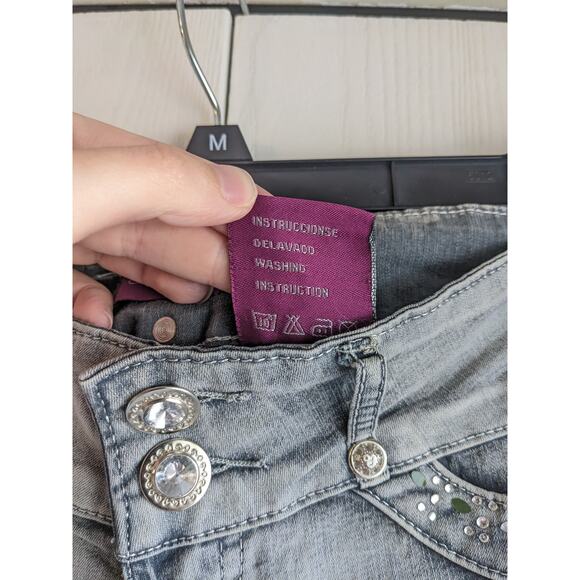 M
INSTRUCCIONSE
DELAVAOD
WASHING
INSTRUCTION